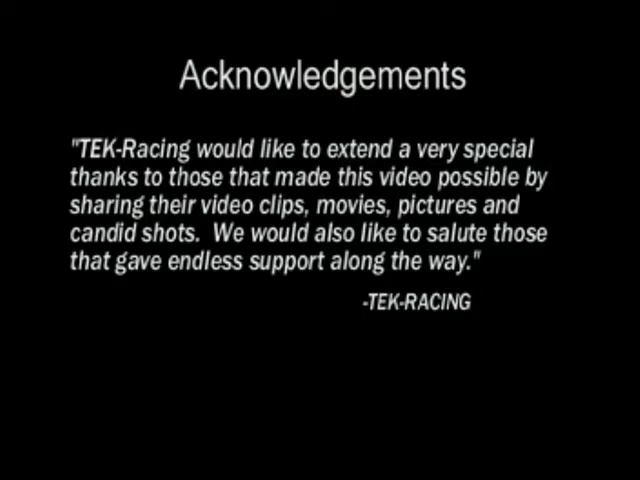 Acknowledgements
"TEK-Racing would like to extend a very special
thanks to those that made this video possible by
sharing their video clips, movies, pictures and
candid shots.  We would also like to salute those
that gave endless support along the way."
-TEK-RACING